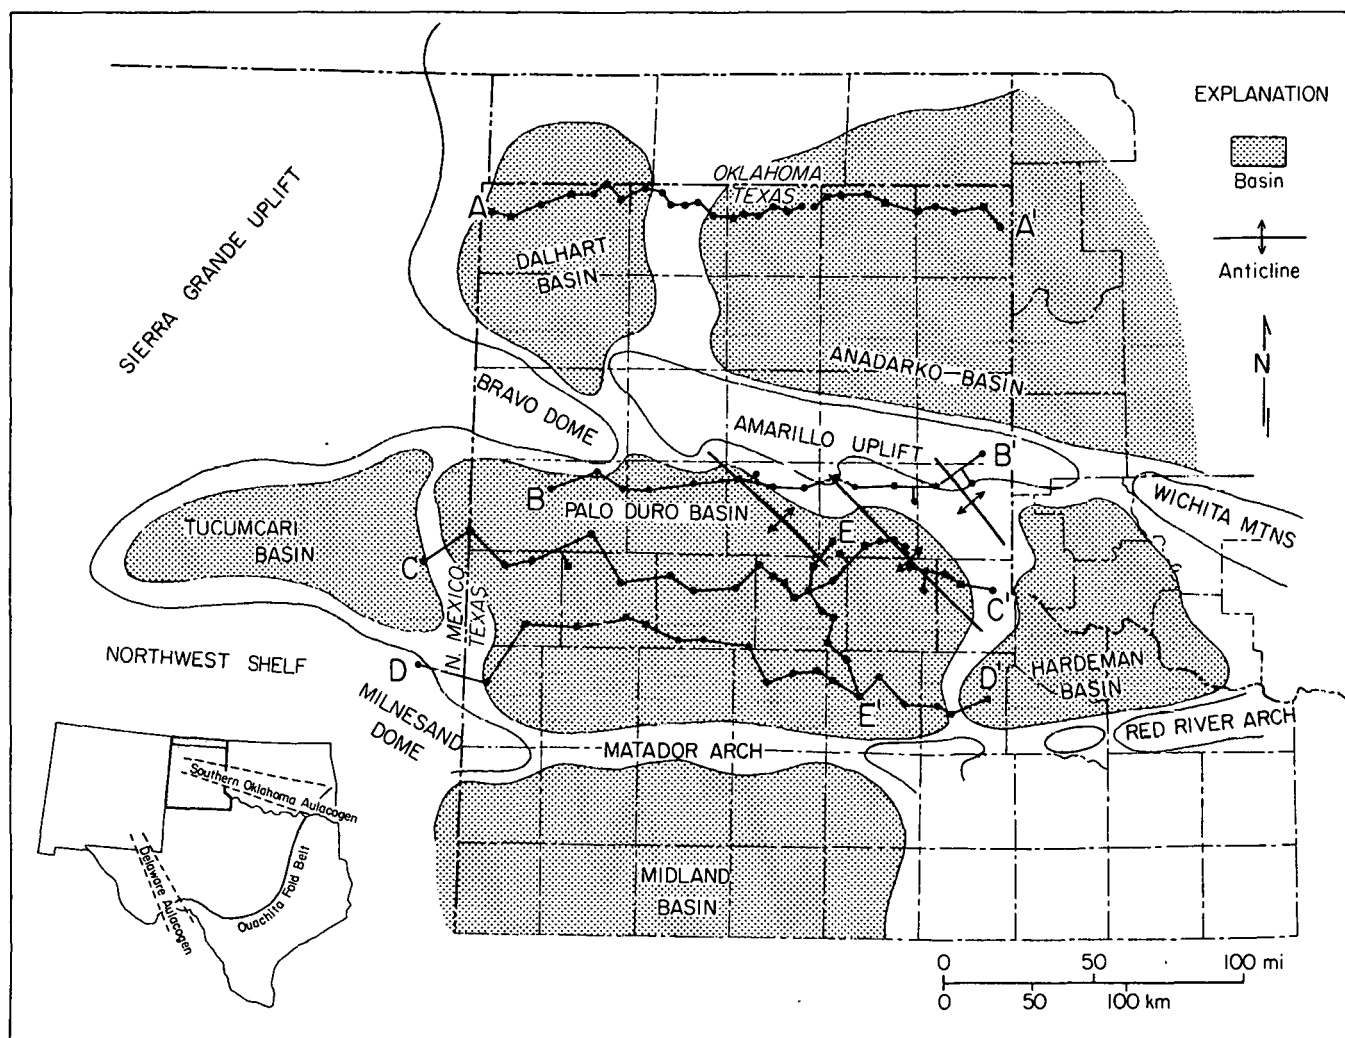 EXPLANATION
Basin
Anticline
N
SIERRA GRANDE UPLIFT
OKLAHOMA
TEXAS
A
A'
DALHART
BASIN
ANADARKO BASIN
BRAVO DOME
AMARILLO UPLIFT
B
B'
PALO DURO BASIN
WICHITA MTNS
TUCUMCARI
BASIN
E
C
C'
N. MEXICO
TEXAS
NORTHWEST SHELF
D
D'
HARDEMAN
BASIN
E'
MILNESAND
DOME
MATADOR ARCH
RED RIVER ARCH
Southern Oklahoma Aulacogen
Delaware Aulacogen
Ouachita Fold Belt
MIDLAND
BASIN
0 50 100 mi
0 50 100 km